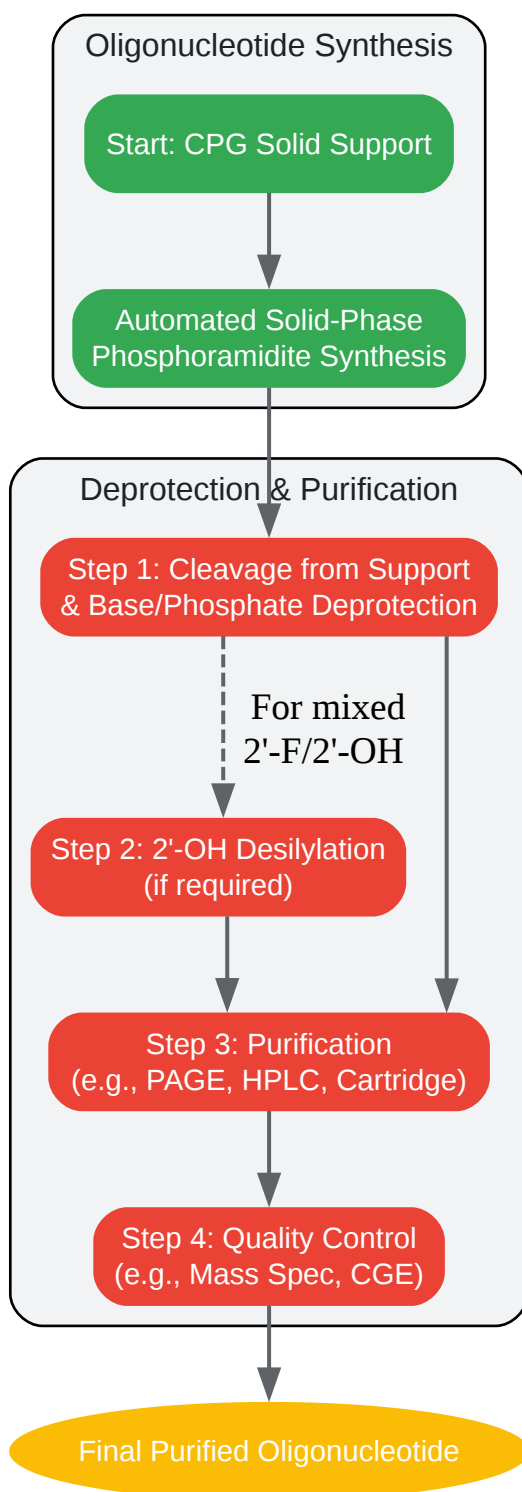 Oligonucleotide Synthesis
Start: CPG Solid Support
Automated Solid-Phase
Phosphoramidite Synthesis
Deprotection & Purification
Step 1: Cleavage from Support
& Base/Phosphate Deprotection
For mixed
2'-F/2'-OH
Step 2: 2'-OH Desilylation
(if required)
Step 3: Purification
(e.g., PAGE, HPLC, Cartridge)
Step 4: Quality Control
(e.g., Mass Spec, CGE)
Final Purified Oligonucleotide